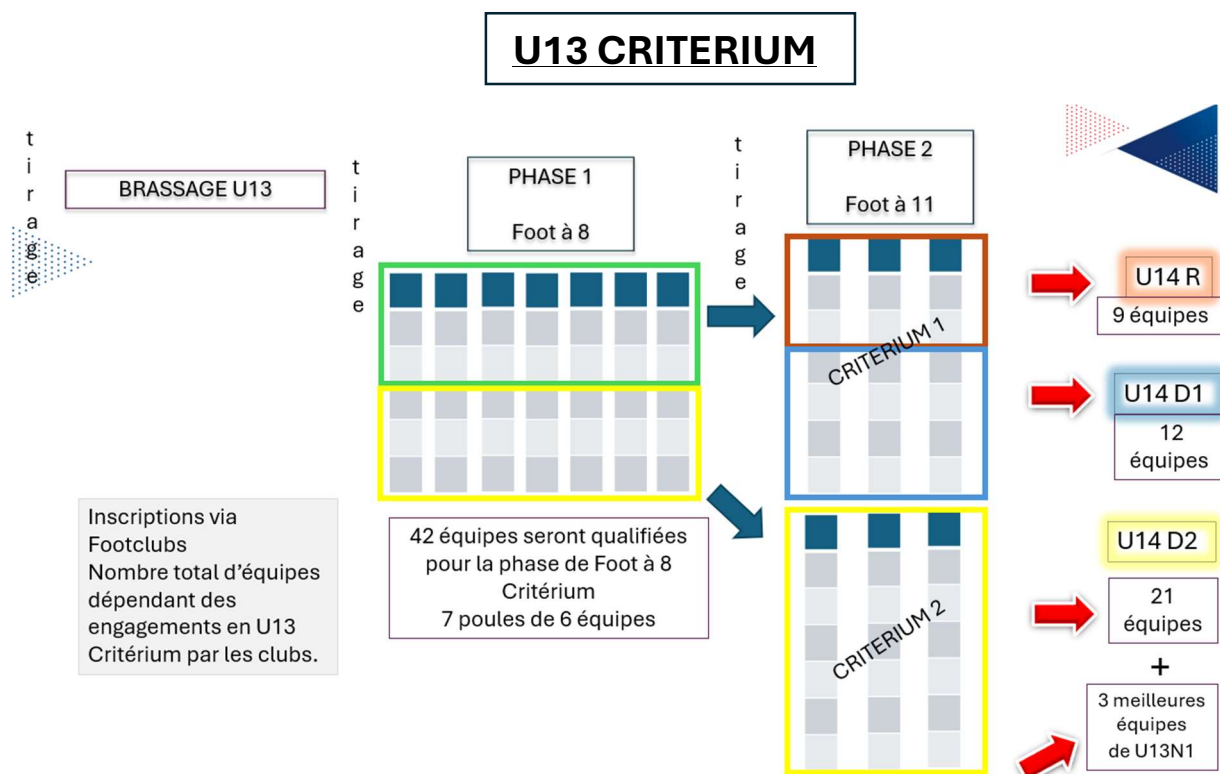 U13 CRITERIUM
tirage
BRASSAGE U13
tirage
PHASE 1
Foot à 8
tirage
PHASE 2
Foot à 11
CRITERIUM 1
U14 R
9 équipes
U14 D1
12
équipes
Inscriptions via
Footclubs
Nombre total d'équipes
dépendant des
engagements en U13
Critérium par les clubs.
42 équipes seront qualifiées
pour la phase de Foot à 8
Critérium
7 poules de 6 équipes
CRITERIUM 2
U14 D2
21
équipes
+
3 meilleures
équipes
de U13N1